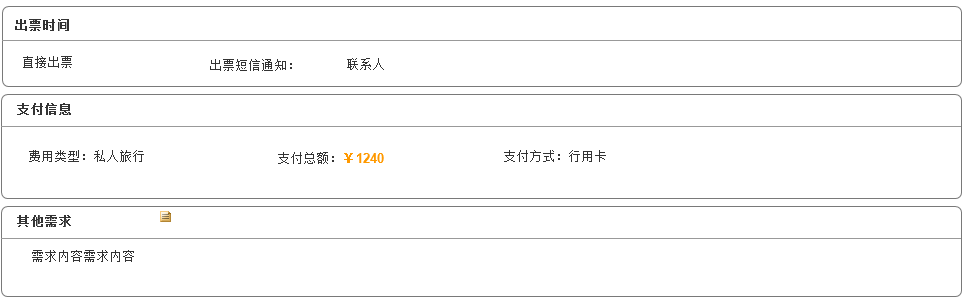 出票时间
直接出票 出票短信通知： 联系人
支付信息
费用类型：私人旅行 支付总额：￥1240 支付方式：行用卡
其他需求
需求内容需求内容